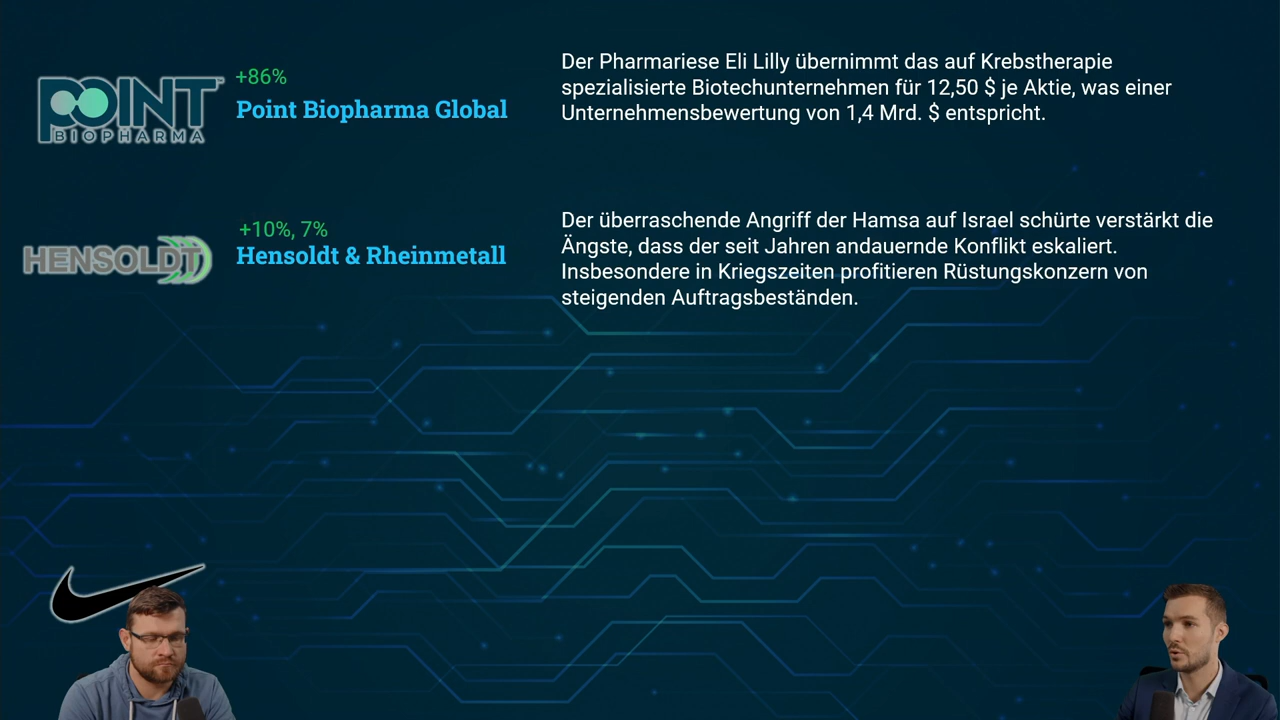 POINT
BIOPHARMA
+86%
Point Biopharma Global
Der Pharmariese Eli Lilly übernimmt das auf Krebstherapie
spezialisierte Biotechunternehmen für 12,50 $ je Aktie, was einer
Unternehmensbewertung von 1,4 Mrd. $ entspricht.
HENSOLDT
+10%, 7%
Hensoldt & Rheinmetall
Der überraschende Angriff der Hamsa auf Israel schürte verstärkt die
Ängste, dass der seit Jahren andauernde Konflikt eskaliert.
Insbesondere in Kriegszeiten profitieren Rüstungskonzern von
steigenden Auftragsbeständen.